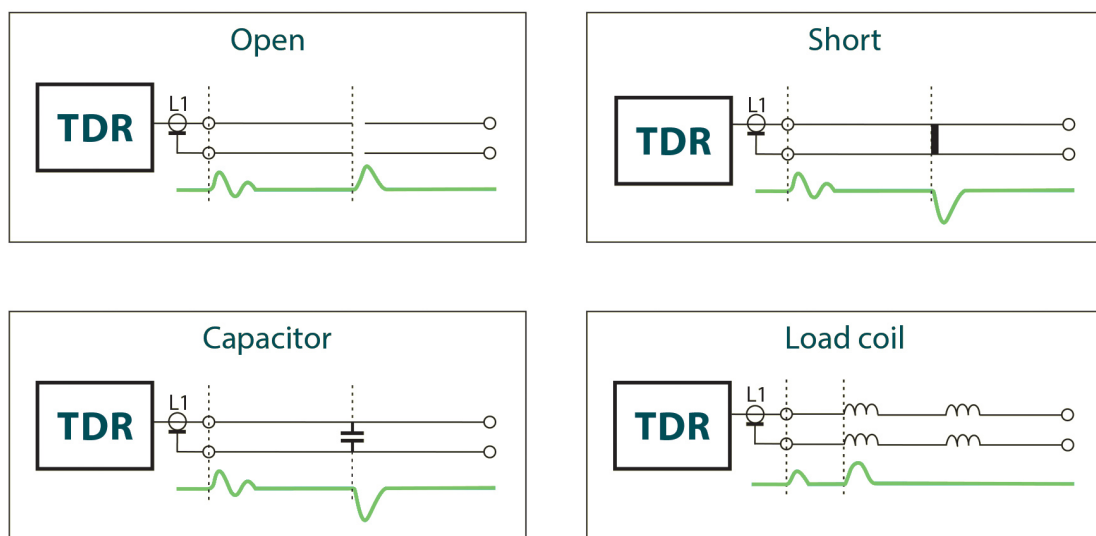 Open
TDR
L1
Short
TDR
L1
Capacitor
TDR
L1
Load coil
TDR
L1